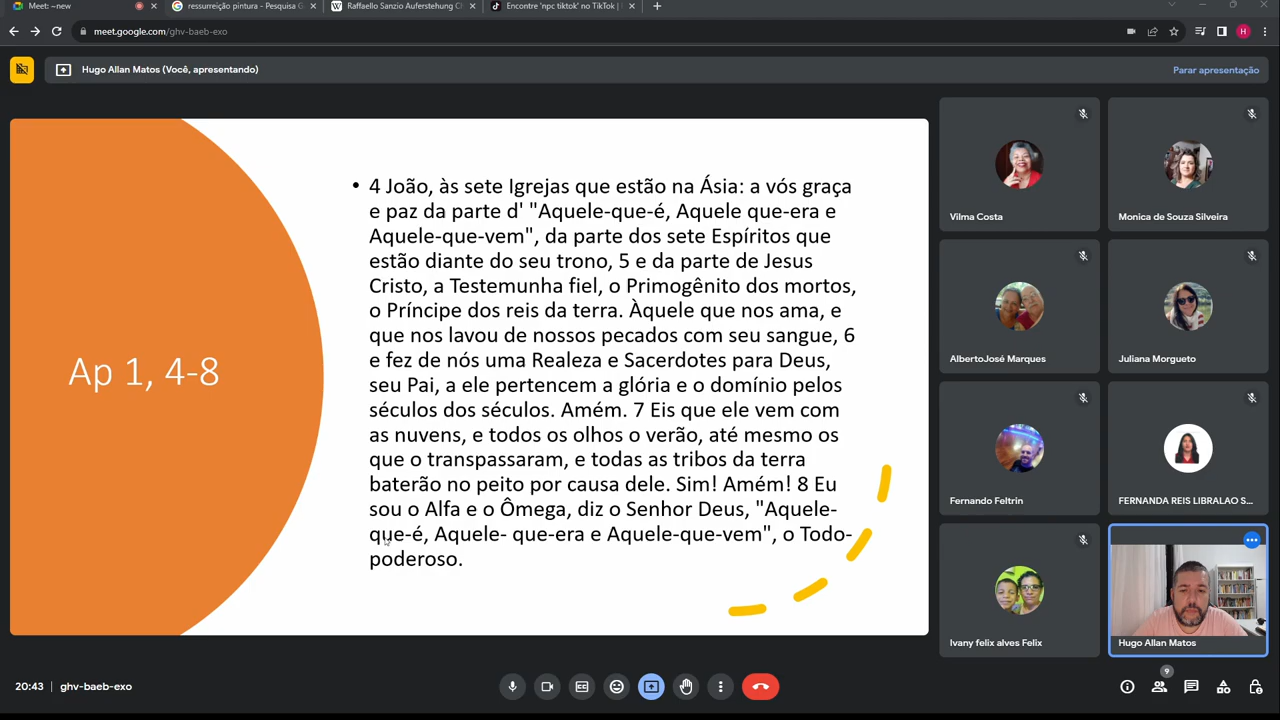 Meet: –new
ressurreição pintura - Pesquisa G
Raffaello Sanzio Auferstehung C
Encontre 'npc tiktok' no TikTok |
meet.google.com/ghv-baeb-exo
H
Hugo Allan Matos (Você, apresentando)
Parar apresentação
Ap 1, 4-8
• 4 João, às sete Igrejas que estão na Ásia: a vós graça
e paz da parte d' "Aquele-que-é, Aquele que-era e
Aquele-que-vem", da parte dos sete Espíritos que
estão diante do seu trono, 5 e da parte de Jesus
Cristo, a Testemunha fiel, o Primogênito dos mortos,
o Príncipe dos reis da terra. Àquele que nos ama, e
que nos lavou de nossos pecados com seu sangue, 6
e fez de nós uma Realeza e Sacerdotes para Deus,
seu Pai, a ele pertencem a glória e o domínio pelos
séculos dos séculos. Amém. 7 Eis que ele vem com
as nuvens, e todos os olhos o verão, até mesmo os
que o transpassaram, e todas as tribos da terra
baterão no peito por causa dele. Sim! Amém! 8 Eu
sou o Alfa e o Ômega, diz o Senhor Deus, "Aquele-
que-é, Aquele- que-era e Aquele-que-vem", o Todo-
poderoso.
Vilma Costa
Monica de Souza Silveira
AlbertoJosé Marques
Juliana Morgueto
Fernando Feltrin
FERNANDA REIS LIBRALAO S...
Ivany felix alves Felix
Hugo Allan Matos
20:43
ghv-baeb-exo
9